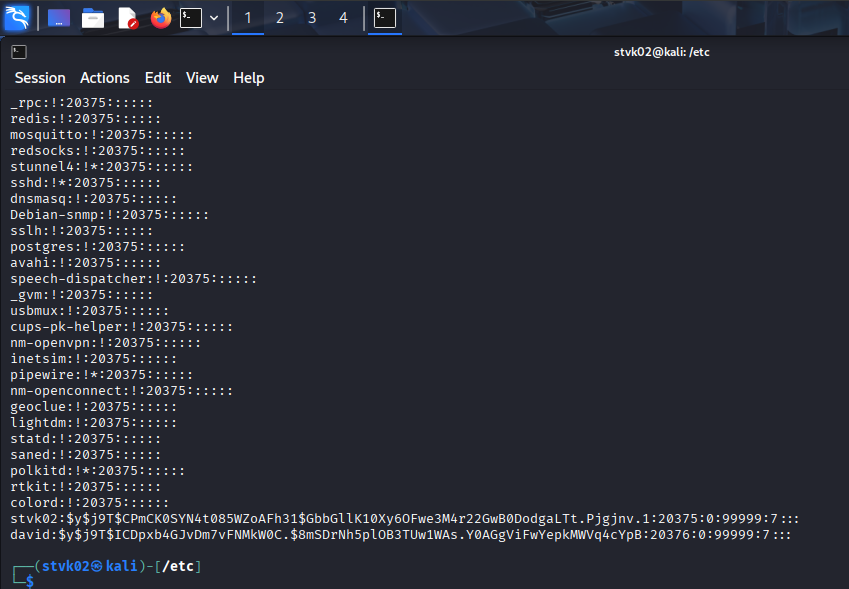 1 2 3 4
stvk02@kali: /etc
Session Actions Edit View Help
_rpc:!:20375::::::
redis:!:20375::::::
mosquitto:!:20375::::::
redsocks:!:20375::::::
stunnel4:!*:20375::::::
sshd:!*:20375::::::
dnsmasq:!:20375::::::
Debian-snmp:!:20375::::::
sslh:!:20375::::::
postgres:!:20375::::::
avahi:!:20375::::::
speech-dispatcher:!:20375::::::
_gvm:!:20375::::::
usbmux:!:20375::::::
cups-pk-helper:!:20375::::::
nm-openvpn:!:20375::::::
inetsim:!:20375::::::
pipewire:!*:20375::::::
nm-openconnect:!:20375::::::
geoclue:!:20375::::::
lightdm:!:20375::::::
statd:!:20375::::::
saned:!:20375::::::
polkitd:!*:20375::::::
rtkit:!:20375::::::
colord:!:20375::::::
stvk02:$y$j9T$CPmCK0SYN4t085WZoAFh31$GbbGllK10Xy6OFwe3M4r22GwB0DodgaLTt.Pjgjnv.1:20375:0:99999:7:::
david:$y$j9T$ICDpxb4GJvDm7vFNMkW0C.$8mSDrNh5plOB3TUw1WAs.Y0AGgViFwYepkMWVq4cYpB:20376:0:99999:7:::
┌──(stvk02㉿kali)-[/etc]
└─$